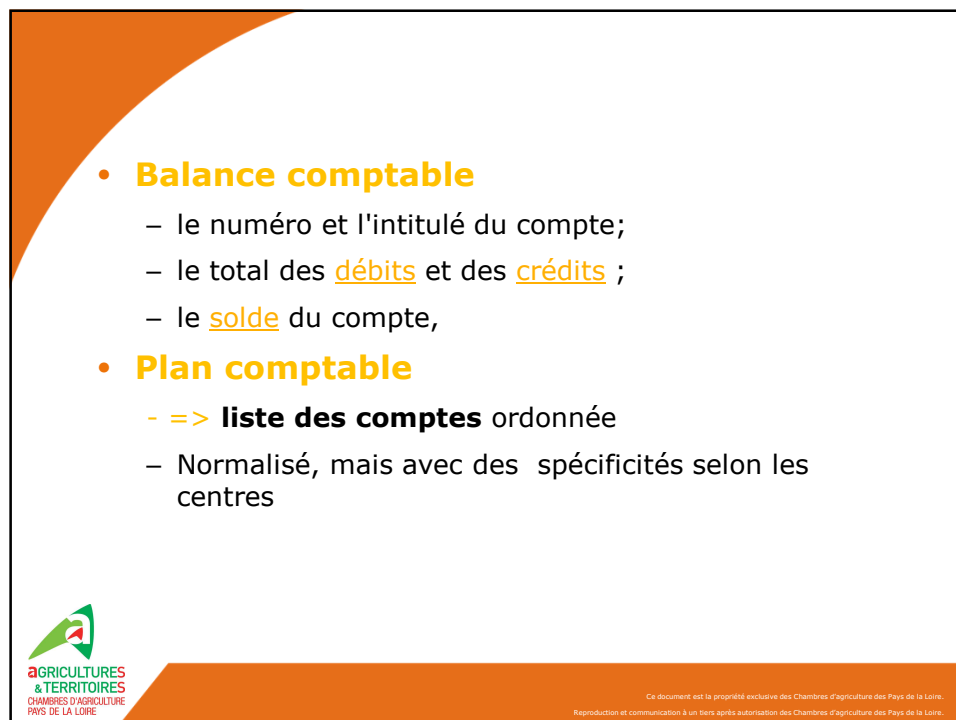 • Balance comptable
– le numéro et l'intitulé du compte;
– le total des débits et des crédits ;
– le solde du compte,
• Plan comptable
- => liste des comptes ordonnée
– Normalisé, mais avec des  spécificités selon les
centres
aGRICULTURES
& TERRITOIRES
CHAMBRES D'AGRICULTURE
PAYS DE LA LOIRE
Ce document est la propriété exclusive des Chambres d'agriculture des Pays de la Loire.
Reproduction et communication à un tiers après autorisation des Chambres d'agriculture des Pays de la Loire.